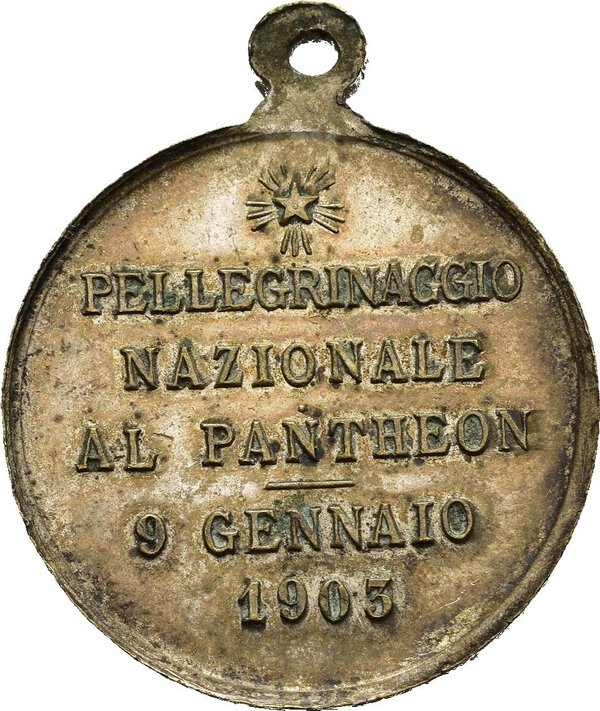 PELLEGRINAGGIO
NAZIONALE
AL PANTHEON
9 GENNAIO
1903